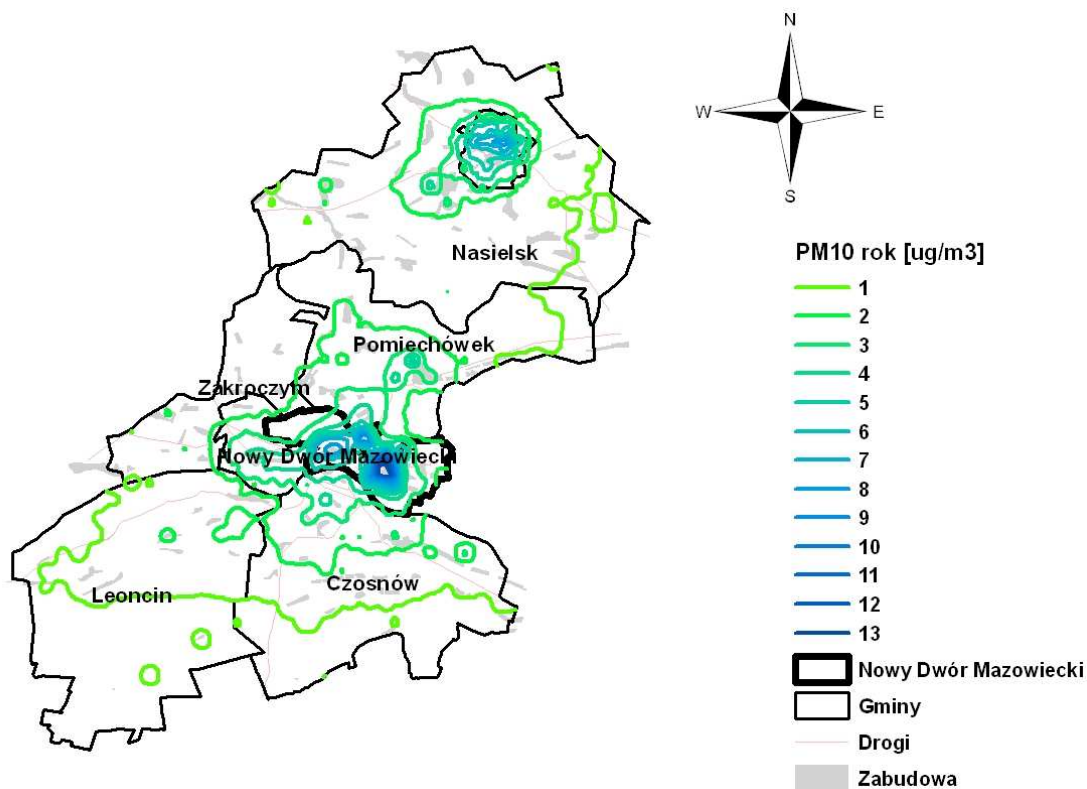 N
W
E
S
Nasielsk
Pomiechówek
Zakroczym
Nowy Dwór Mazowiecki
Leoncin
Czosnów
PM10 rok [ug/m3]
1
2
3
4
5
6
7
8
9
10
11
12
13
Nowy Dwór Mazowiecki
Gminy
Drogi
Zabudowa